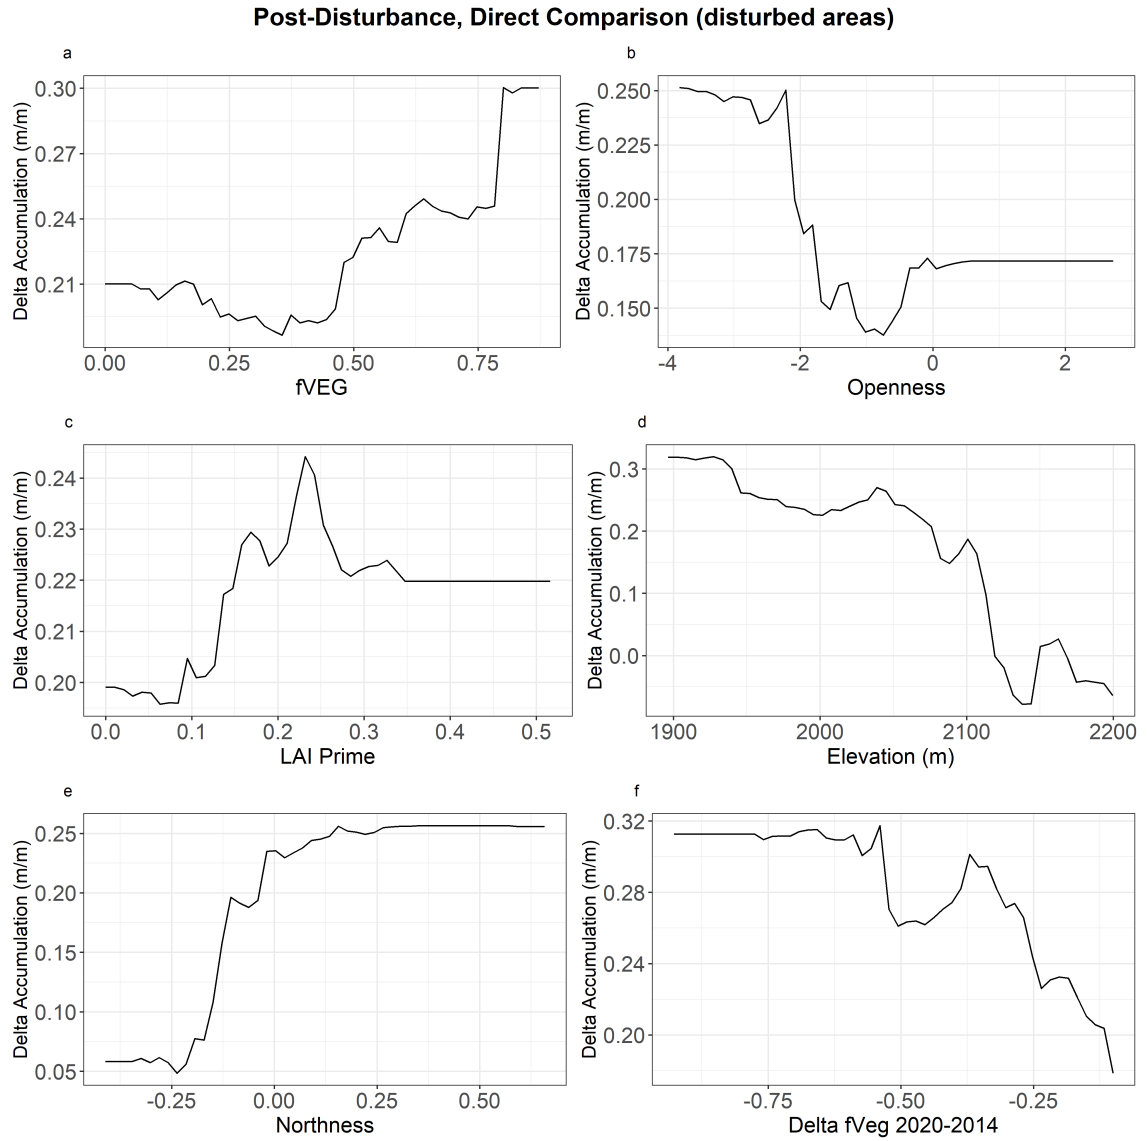 Post-Disturbance, Direct Comparison (disturbed areas)
a
Delta Accumulation (m/m)
0.30
0.27
0.24
0.21
0.00 0.25 0.50 0.75
fVEG
b
Delta Accumulation (m/m)
0.250
0.225
0.200
0.175
0.150
-4 -2 0 2
Openness
c
Delta Accumulation (m/m)
0.24
0.23
0.22
0.21
0.20
0.0 0.1 0.2 0.3 0.4 0.5
LAI Prime
d
Delta Accumulation (m/m)
0.3
0.2
0.1
0.0
1900 2000 2100 2200
Elevation (m)
e
Delta Accumulation (m/m)
0.25
0.20
0.15
0.10
0.05
-0.25 0.00 0.25 0.50
Northness
f
Delta Accumulation (m/m)
0.32
0.28
0.24
0.20
-0.75 -0.50 -0.25
Delta fVeg 2020-2014